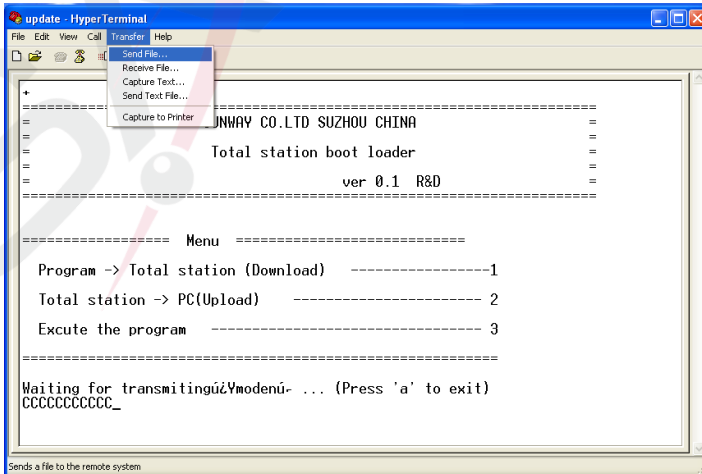 update - HyperTerminal
File Edit View Call Transfer Help
Send File...
Receive File...
Capture Text...
Send Text File...
Capture to Printer
+
=========================================================================
= CO.LTD SUZHOU CHINA =
= =
= Total station boot loader =
= =
= ver 0.1 R&D =
=========================================================================
================== Menu ============================
Program -> Total station (Download) -----------------1
Total station -> PC(Upload) ----------------------- 2
Excute the program --------------------------------- 3
==========================================================
Waiting for transmitingú¿Ymodenú⌐ ... (Press 'a' to exit)
CCCCCCCCCCC_
Sends a file to the remote system